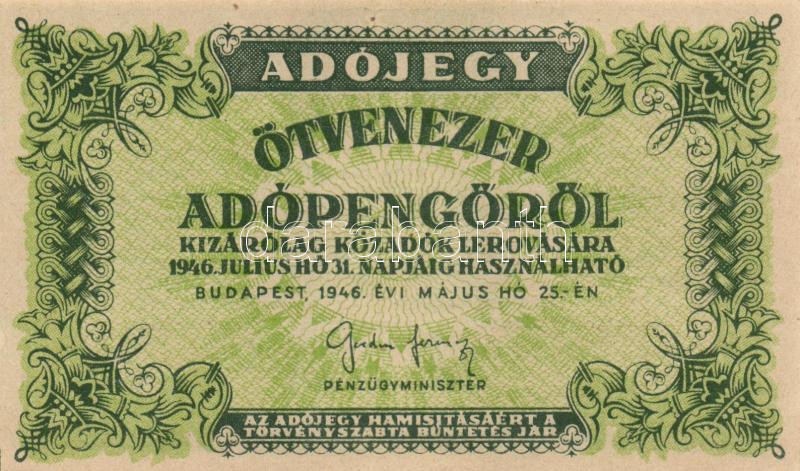 ADÓJEGY
ÖTVENEZER
ADÓPENGŐRŐL
KIZÁRÓLAG KÖZADÓK LEROVÁSÁRA
1946. JULIUS HÓ 31. NAPJÁIG HASZNÁLHATÓ
BUDAPEST, 1946. ÉVI MÁJUS HÓ 25.-ÉN
PÉNZÜGYMINISZTER
AZ ADÓJEGY HAMISITÁSÁÉRT A
TÖRVÉNYSZABTA BÜNTETÉS JÁR
darabanth